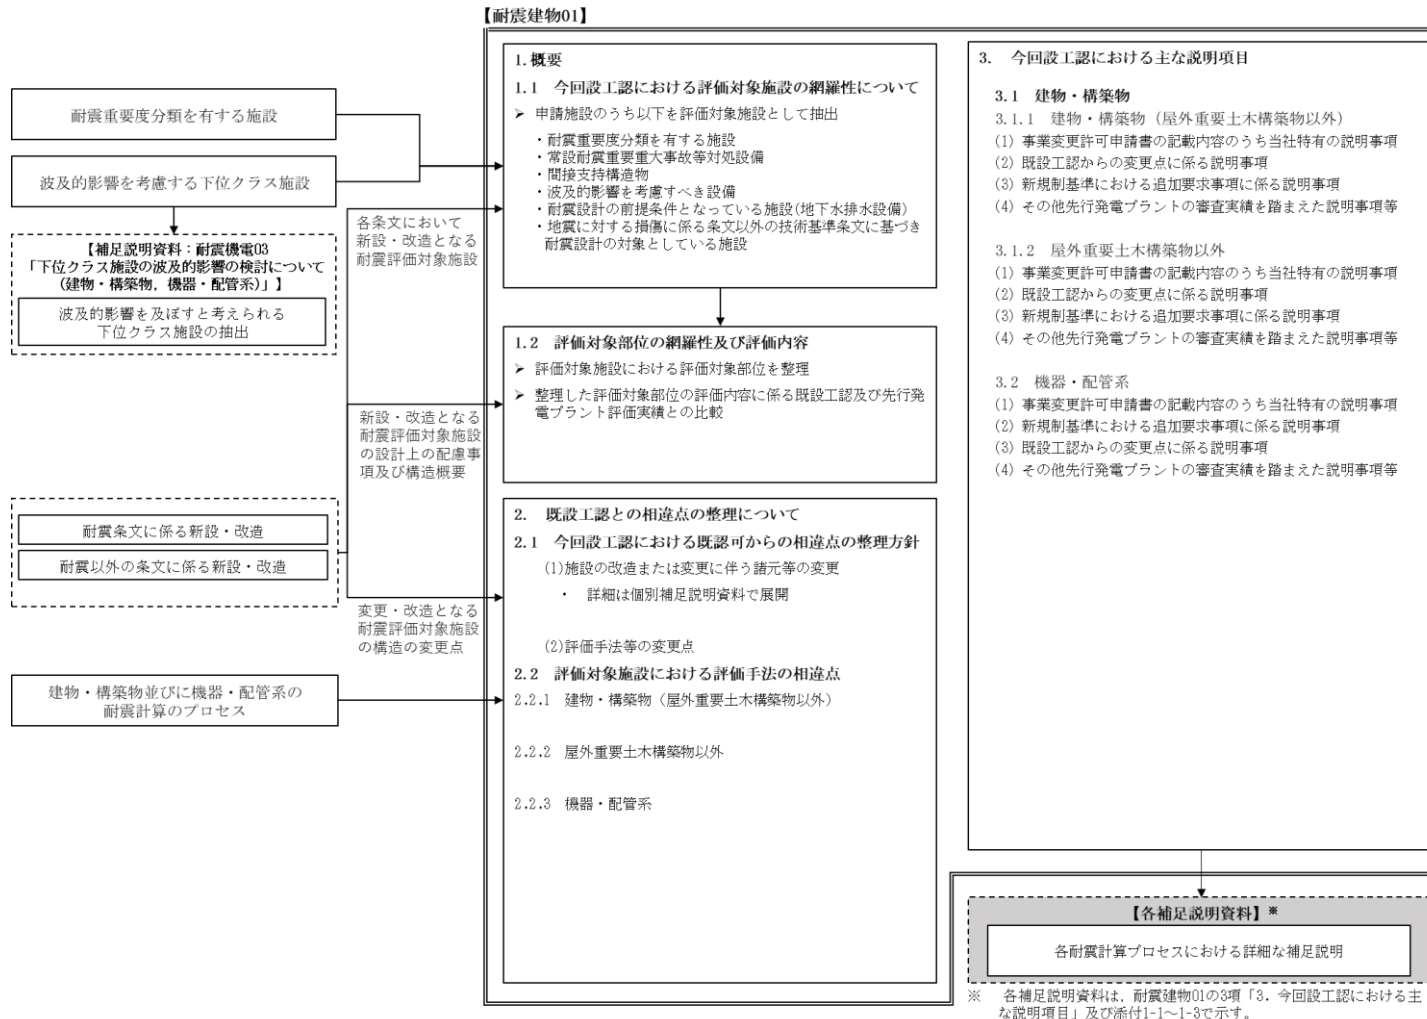 【耐震建物01】
耐震重要度分類を有する施設
波及的影響を考慮する下位クラス施設
【補足説明資料：耐震機電03
「下位クラス施設の波及的影響の検討について
(建物・構築物，機器・配管系)」】
波及的影響を及ぼすと考えられる
下位クラス施設の抽出
耐震条文に係る新設・改造
耐震以外の条文に係る新設・改造
建物・構築物並びに機器・配管系の
耐震計算のプロセス
各条文において
新設・改造となる
耐震評価対象施設
新設・改造となる
耐震評価対象施設
の設計上の配慮事
項及び構造概要
変更・改造となる
耐震評価対象施設
の構造の変更点
1. 概要
1.1　今回設工認における評価対象施設の網羅性について
➢ 申請施設のうち以下を評価対象施設として抽出
・耐震重要度分類を有する施設
・常設耐震重要重大事故等対処設備
・間接支持構造物
・波及的影響を考慮すべき設備
・耐震設計の前提条件となっている施設(地下水排水設備)
・地震に対する損傷に係る条文以外の技術基準条文に基づき
耐震設計の対象としている施設
1.2　評価対象部位の網羅性及び評価内容
➢ 評価対象施設における評価対象部位を整理
➢ 整理した評価対象部位の評価内容に係る既設工認及び先行発
電プラント評価実績との比較
2.　既設工認との相違点の整理について
2.1　今回設工認における既認可からの相違点の整理方針
(1)施設の改造または変更に伴う諸元等の変更
・　詳細は個別補足説明資料で展開
(2)評価手法等の変更点
2.2　評価対象施設における評価手法の相違点
2.2.1　建物・構築物（屋外重要土木構築物以外）
2.2.2　屋外重要土木構築物以外
2.2.3　機器・配管系
3.　今回設工認における主な説明項目
3.1　建物・構築物
3.1.1　建物・構築物（屋外重要土木構築物以外）
(1) 事業変更許可申請書の記載内容のうち当社特有の説明事項
(2) 既設工認からの変更点に係る説明事項
(3) 新規制基準における追加要求事項に係る説明事項
(4) その他先行発電プラントの審査実績を踏まえた説明事項等
3.1.2　屋外重要土木構築物以外
(1) 事業変更許可申請書の記載内容のうち当社特有の説明事項
(2) 既設工認からの変更点に係る説明事項
(3) 新規制基準における追加要求事項に係る説明事項
(4) その他先行発電プラントの審査実績を踏まえた説明事項等
3.2　機器・配管系
(1) 事業変更許可申請書の記載内容のうち当社特有の説明事項
(2) 新規制基準における追加要求事項に係る説明事項
(3) 既設工認からの変更点に係る説明事項
(4) その他先行発電プラントの審査実績を踏まえた説明事項等
【各補足説明資料】※
各耐震計算プロセスにおける詳細な補足説明
※　各補足説明資料は，耐震建物01の3項「3. 今回設工認における主
な説明項目」及び添付1-1～1-3で示す。